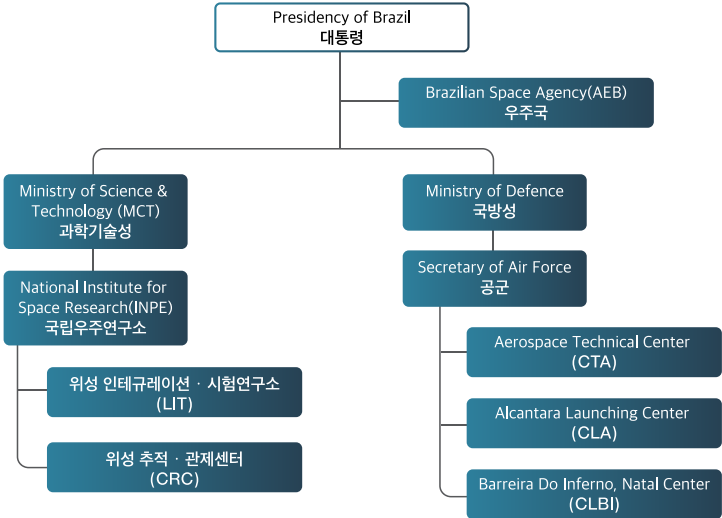 Presidency of Brazil
대통령
Brazilian Space Agency(AEB)
우주국
Ministry of Science &
Technology (MCT)
과학기술성
Ministry of Defence
국방성
National Institute for
Space Research(INPE)
국립우주연구소
Secretary of Air Force
공군
위성 인테규레이션 · 시험연구소
(LIT)
위성 추적 · 관제센터
(CRC)
Aerospace Technical Center
(CTA)
Alcantara Launching Center
(CLA)
Barreira Do Inferno, Natal Center
(CLBI)